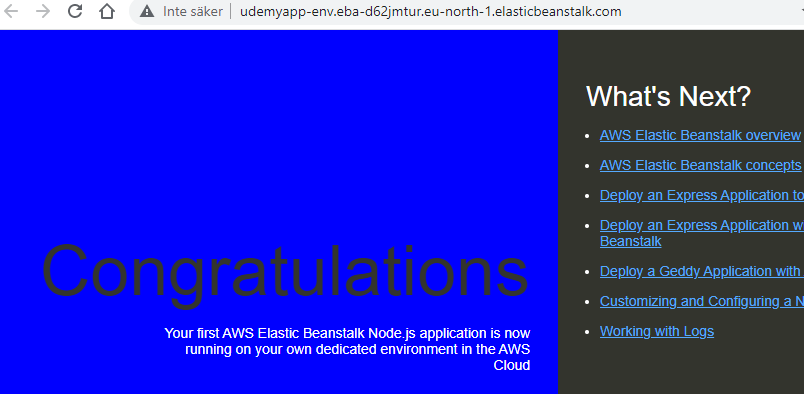 Inte säker
udemyapp-env.eba-d62jmtur.eu-north-1.elasticbeanstalk.com
Congratulations
Your first AWS Elastic Beanstalk Node.js application is now
running on your own dedicated environment in the AWS
Cloud
What's Next?
AWS Elastic Beanstalk overview
AWS Elastic Beanstalk concepts
Deploy an Express Application to
Deploy an Express Application w
Beanstalk
Deploy a Geddy Application with
Customizing and Configuring a N
Working with Logs